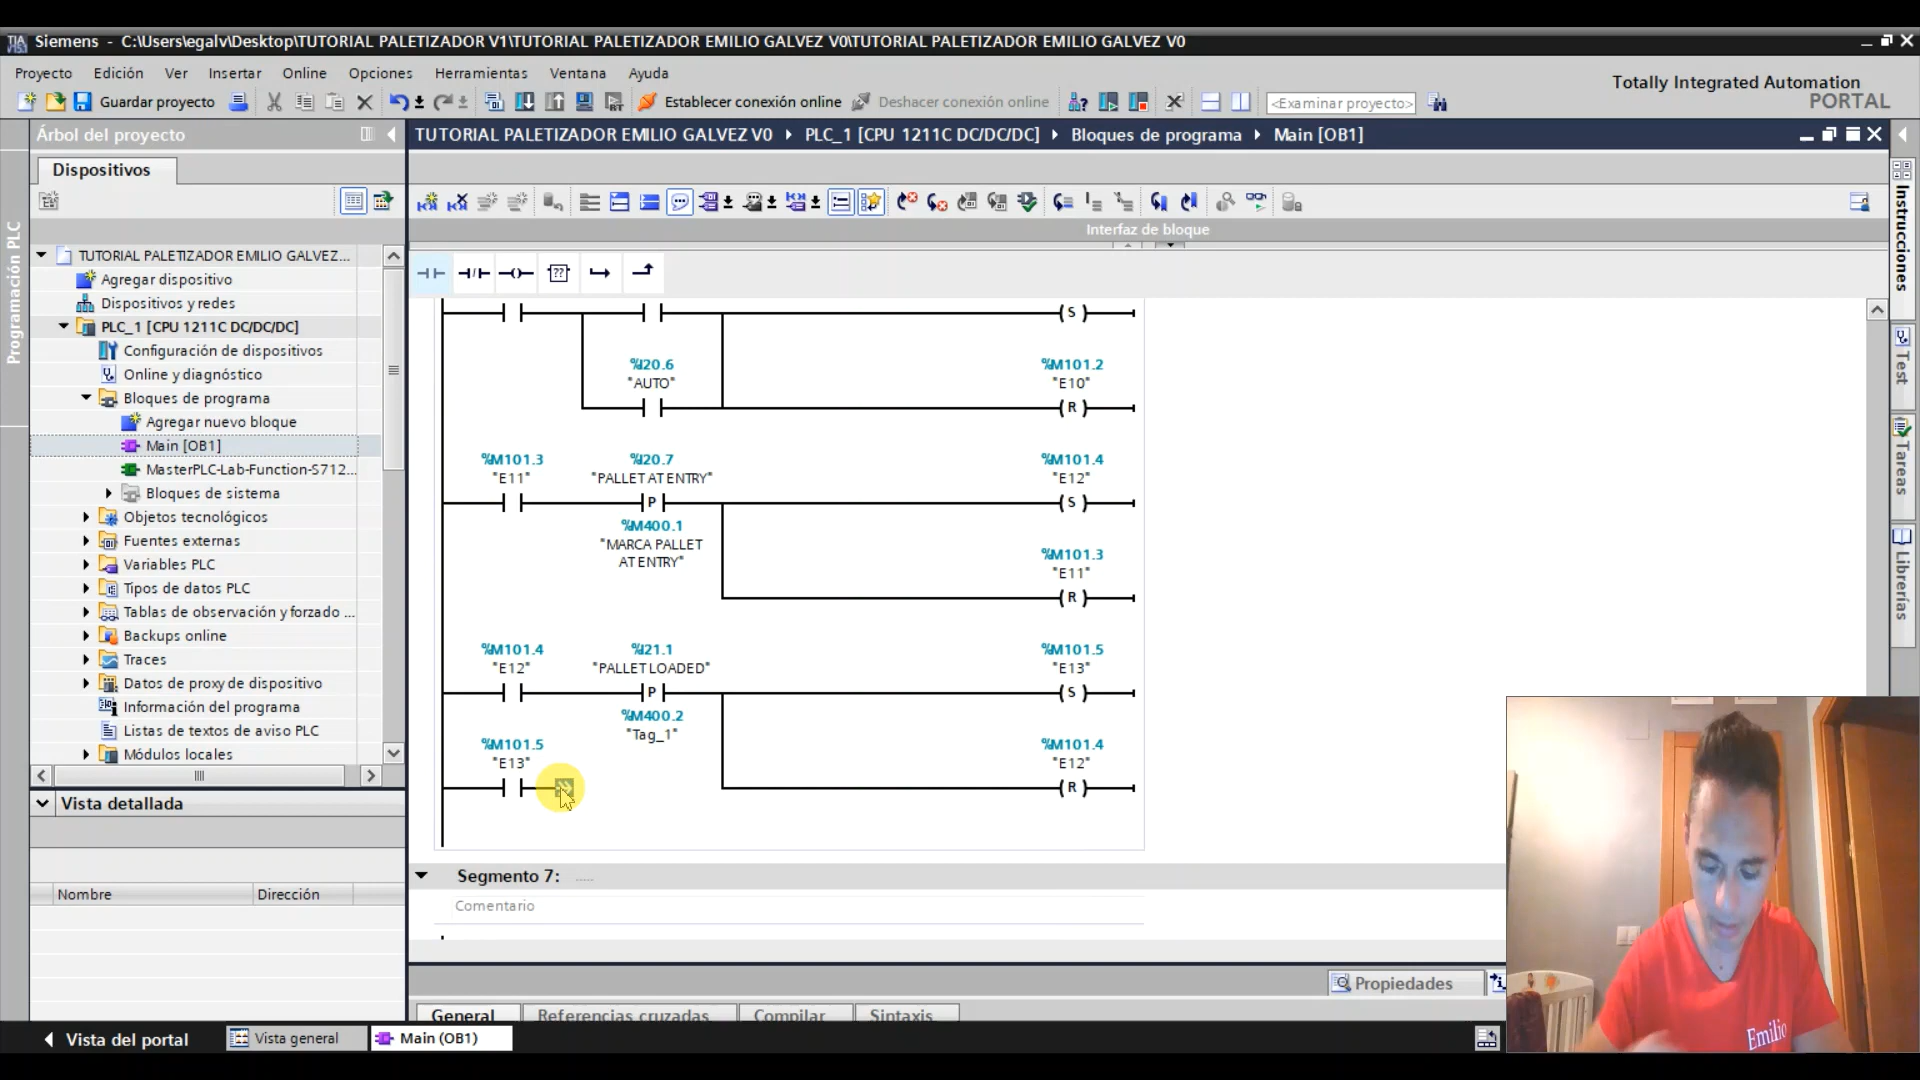 Siemens - C:\Users\egalv\Desktop\TUTORIAL PALETIZADOR V1\TUTORIAL PALETIZADOR EMILIO GALVEZ V0\TUTORIAL PALETIZADOR EMILIO GALVEZ V0
Proyecto Edición Ver Insertar Online Opciones Herramientas Ventana Ayuda
Totally Integrated Automation
PORTAL
Guardar proyecto
Establecer conexión online
Deshacer conexión online
<Examinar proyecto>
Árbol del proyecto
TUTORIAL PALETIZADOR EMILIO GALVEZ V0 PLC_1 [CPU 1211C DC/DC/DC] Bloques de programa Main [OB1]
Dispositivos
Interfaz de bloque
Programación PLC
TUTORIAL PALETIZADOR EMILIO GALVEZ...
Agregar dispositivo
Dispositivos y redes
PLC_1 [CPU 1211C DC/DC/DC]
Configuración de dispositivos
Online y diagnóstico
Bloques de programa
Agregar nuevo bloque
Main [OB1]
MasterPLC-Lab-Function-S712...
Bloques de sistema
Objetos tecnológicos
Fuentes externas
Variables PLC
Tipos de datos PLC
Tablas de observación y forzado ...
Backups online
Traces
Datos de proxy de dispositivo
Información del programa
Listas de textos de aviso PLC
Módulos locales
Vista detallada
Nombre Dirección
??
S
%I20.6 %M101.2
"AUTO" "E10"
R
%M101.3 %I20.7 %M101.4
"E11" "PALLET AT ENTRY" "E12"
P S
%M400.1
"MARCA PALLET
AT ENTRY"
%M101.3
"E11"
R
%M101.4 %I21.1 %M101.5
"E12" "PALLET LOADED" "E13"
P S
%M400.2
"Tag_1"
%M101.5 %M101.4
"E13" "E12"
R
Segmento 7: .....
Comentario
Propiedades
General Referencias cruzadas Compilar Sintaxis
Instrucciones
Test
Tareas
Librerías
Emilio
Vista del portal Vista general Main (OB1)